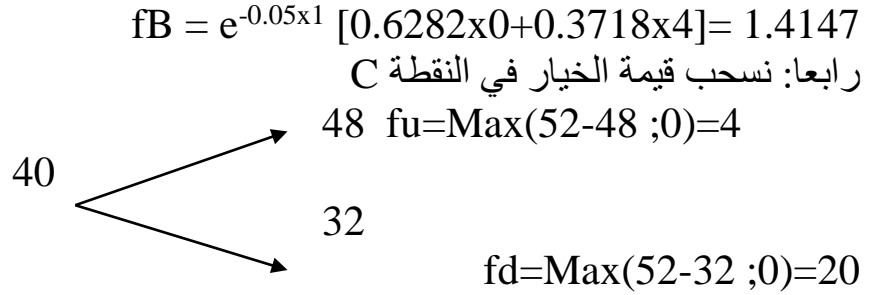 fB = e-0.05x1 [0.6282x0+0.3718x4]= 1.4147
رابعا: نسحب قيمة الخيار في النقطة C
48 fu=Max(52-48 ;0)=4
40
32
fd=Max(52-32 ;0)=20